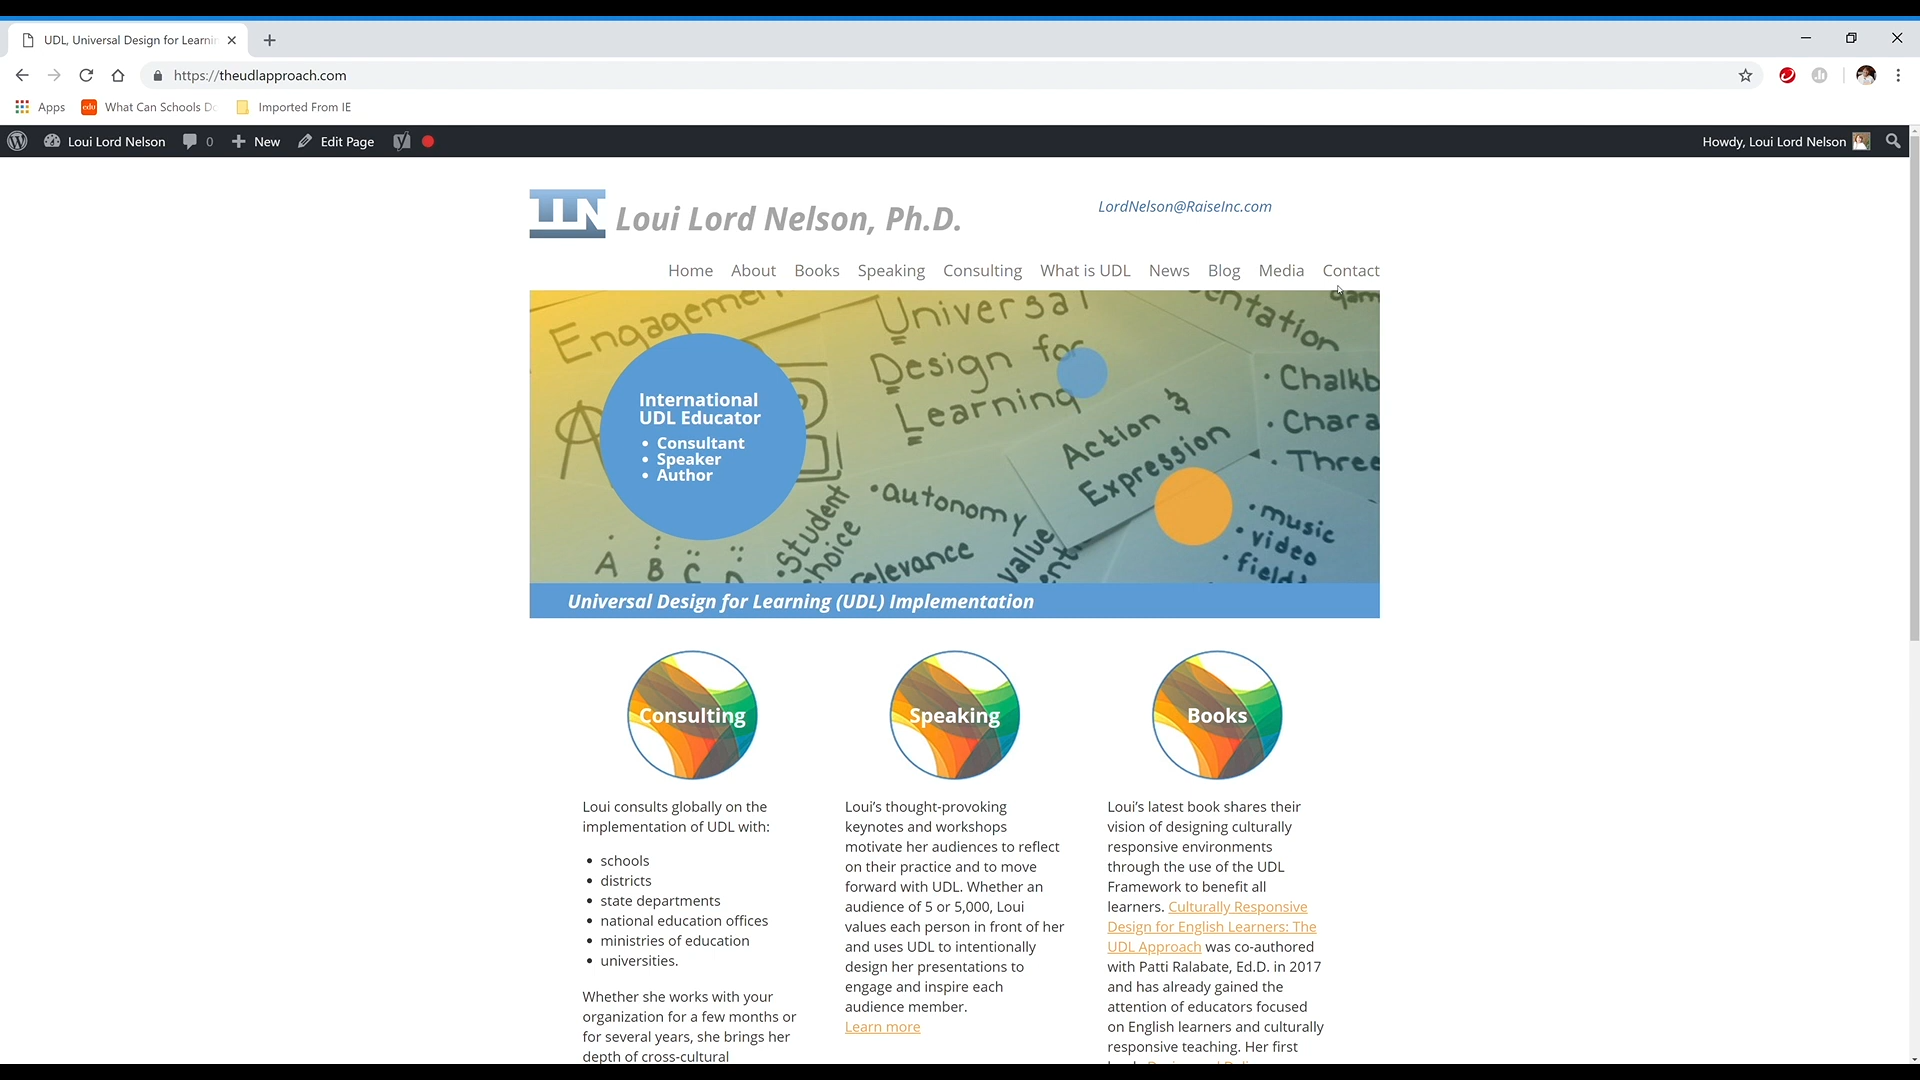 UDL, Universal Design for Learni
https://theudlapproach.com
Apps
What Can Schools Do
Imported From IE
Loui Lord Nelson
0
New
Edit Page
Howdy, Loui Lord Nelson
LLN
Loui Lord Nelson, Ph.D.
LordNelson@RaiseInc.com
Home About Books Speaking Consulting What is UDL News Blog Media Contact
Engagement
Universal
Design for
Learning
entation
International
UDL Educator
• Consultant
• Speaker
• Author
Action &
Expression
• Chalkb
• Chara
• Three
A B C D
• Student
choice
• autonomy
relevance
value
• music
• video
• field
Universal Design for Learning (UDL) Implementation
Consulting
Loui consults globally on the
implementation of UDL with:
• schools
• districts
• state departments
• national education offices
• ministries of education
• universities.
Whether she works with your
organization for a few months or
for several years, she brings her
depth of cross-cultural
Speaking
Loui’s thought-provoking
keynotes and workshops
motivate her audiences to reflect
on their practice and to move
forward with UDL. Whether an
audience of 5 or 5,000, Loui
values each person in front of her
and uses UDL to intentionally
design her presentations to
engage and inspire each
audience member.
Learn more
Books
Loui’s latest book shares their
vision of designing culturally
responsive environments
through the use of the UDL
Framework to benefit all
learners. Culturally Responsive
Design for English Learners: The
UDL Approach was co-authored
with Patti Ralabate, Ed.D. in 2017
and has already gained the
attention of educators focused
on English learners and culturally
responsive teaching. Her first